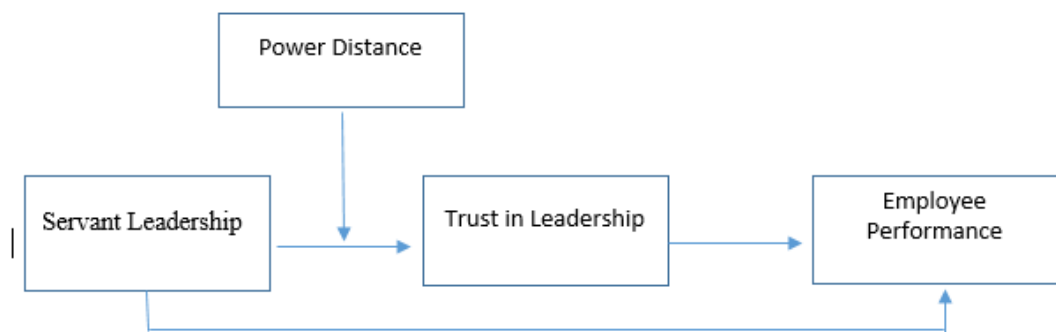 Power Distance
Servant Leadership
Trust in Leadership
Employee
Performance